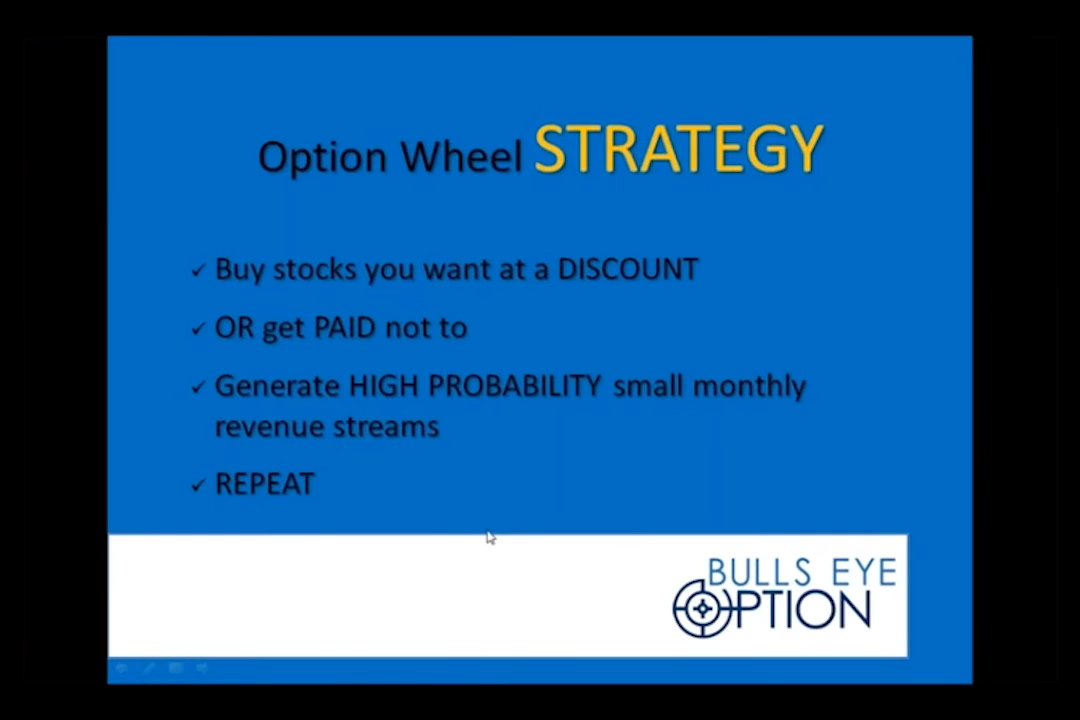 Option Wheel STRATEGY
✓ Buy stocks you want at a DISCOUNT
✓ OR get PAID not to
✓ Generate HIGH PROBABILITY small monthly
revenue streams
✓ REPEAT
BULLS EYE
OPTION